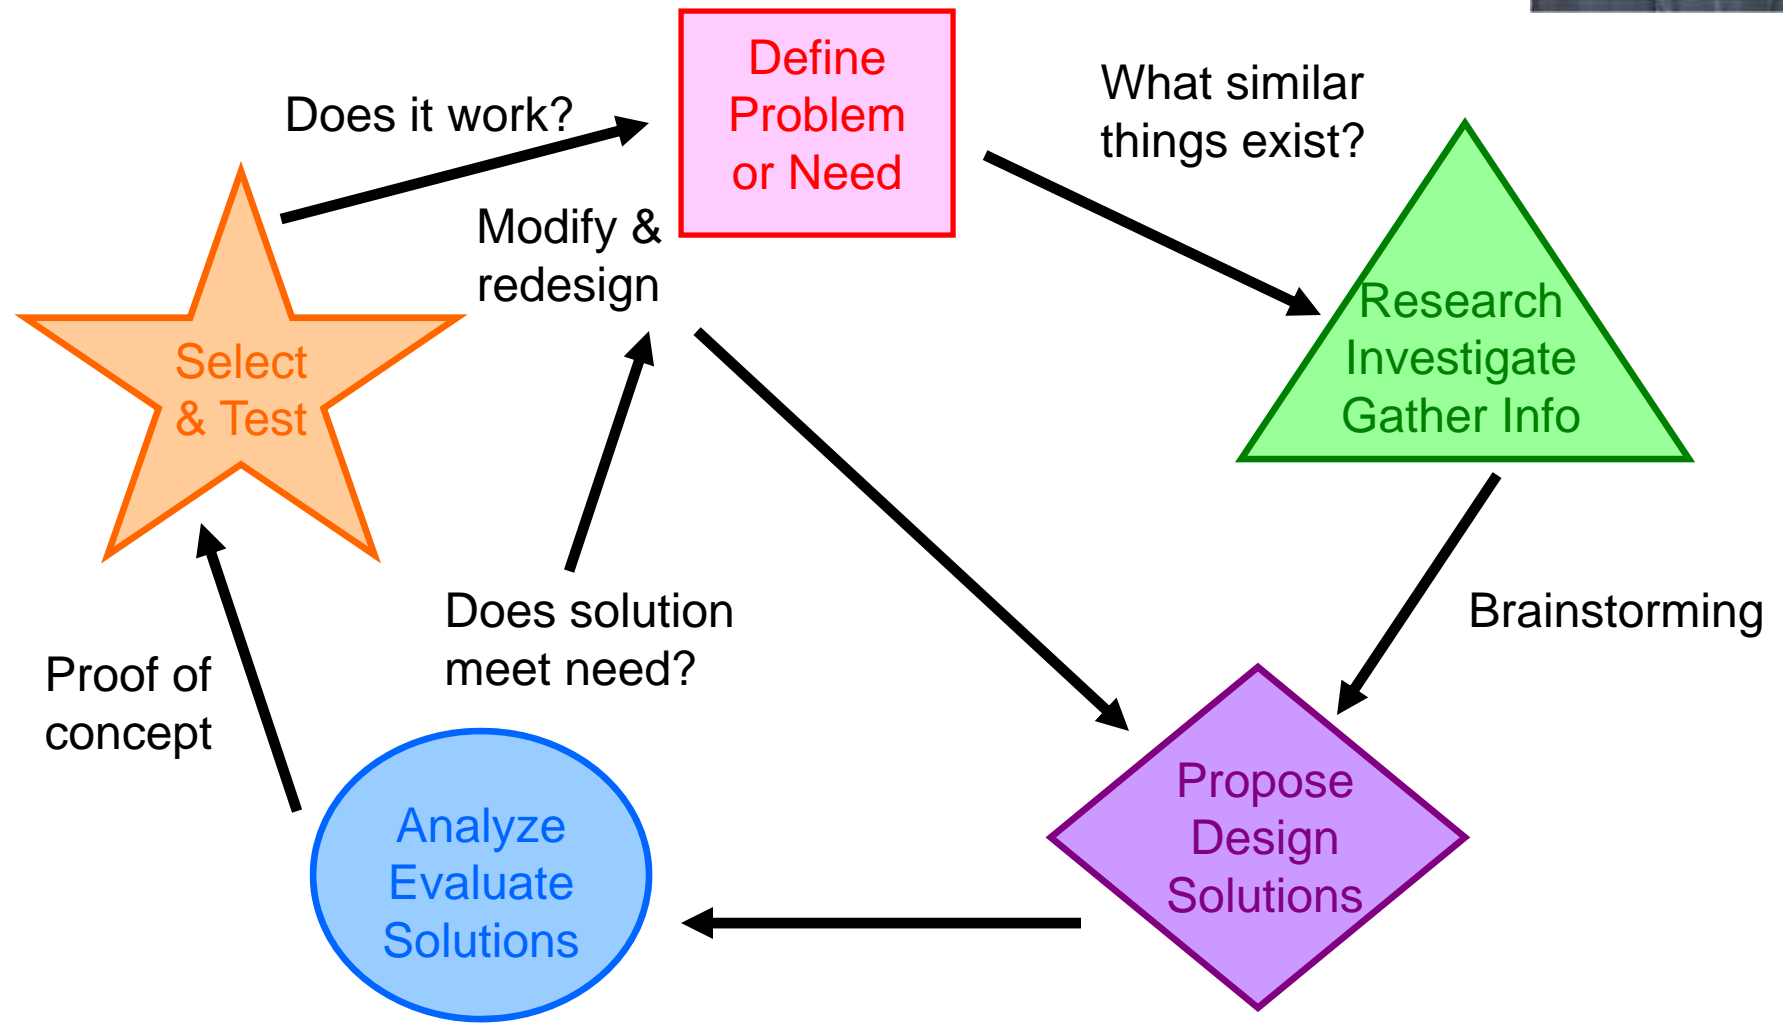 Define
Problem
or Need
What similar
things exist?
Does it work?
Modify &
redesign
Research
Investigate
Gather Info
Select
& Test
Does solution
meet need?
Brainstorming
Proof of
concept
Propose
Design
Solutions
Analyze
Evaluate
Solutions